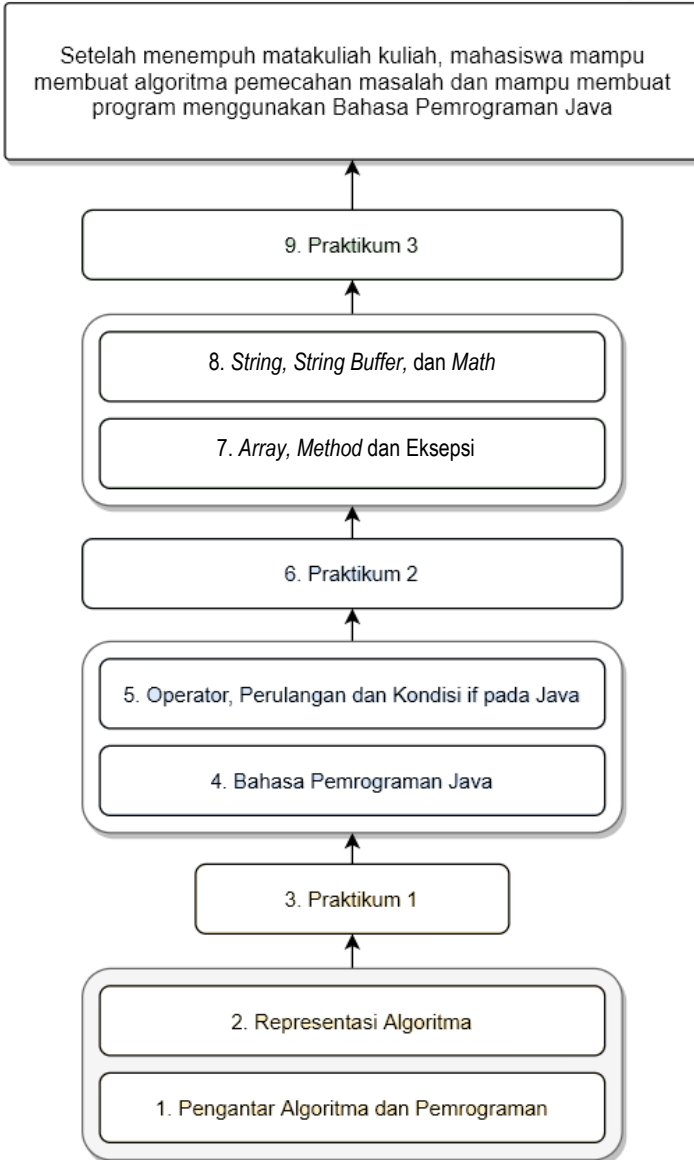 Setelah menempuh matakuliah kuliah, mahasiswa mampu
membuat algoritma pemecahan masalah dan mampu membuat
program menggunakan Bahasa Pemrograman Java
9. Praktikum 3
8. String, String Buffer, dan Math
7. Array, Method dan Eksepsi
6. Praktikum 2
5. Operator, Perulangan dan Kondisi if pada Java
4. Bahasa Pemrograman Java
3. Praktikum 1
2. Representasi Algoritma
1. Pengantar Algoritma dan Pemrograman